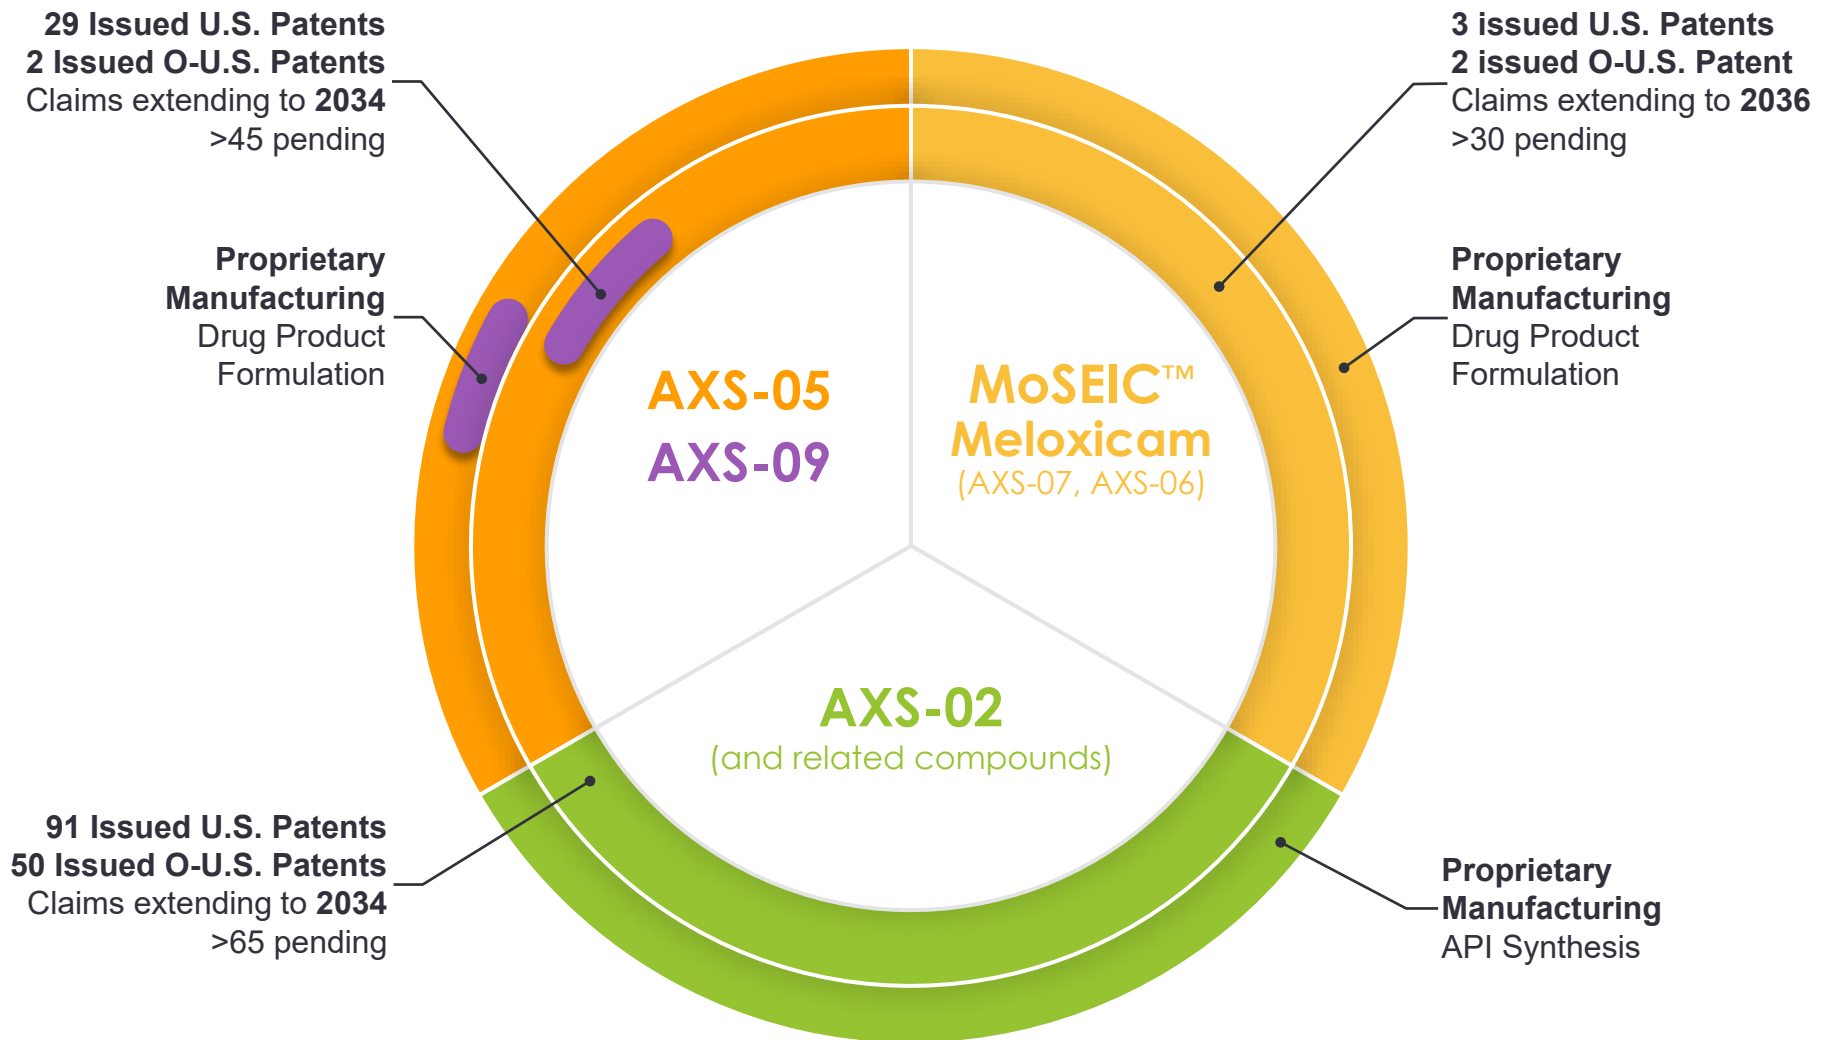 29 Issued U.S. Patents
2 Issued O-U.S. Patents
Claims extending to 2034
>45 pending
Proprietary
Manufacturing
Drug Product
Formulation
3 issued U.S. Patents
2 issued O-U.S. Patent
Claims extending to 2036
>30 pending
Proprietary
Manufacturing
Drug Product
Formulation
AXS-05
AXS-09
MoSEIC™
Meloxicam
(AXS-07, AXS-06)
AXS-02
(and related compounds)
91 Issued U.S. Patents
50 Issued O-U.S. Patents
Claims extending to 2034
>65 pending
Proprietary
Manufacturing
API Synthesis